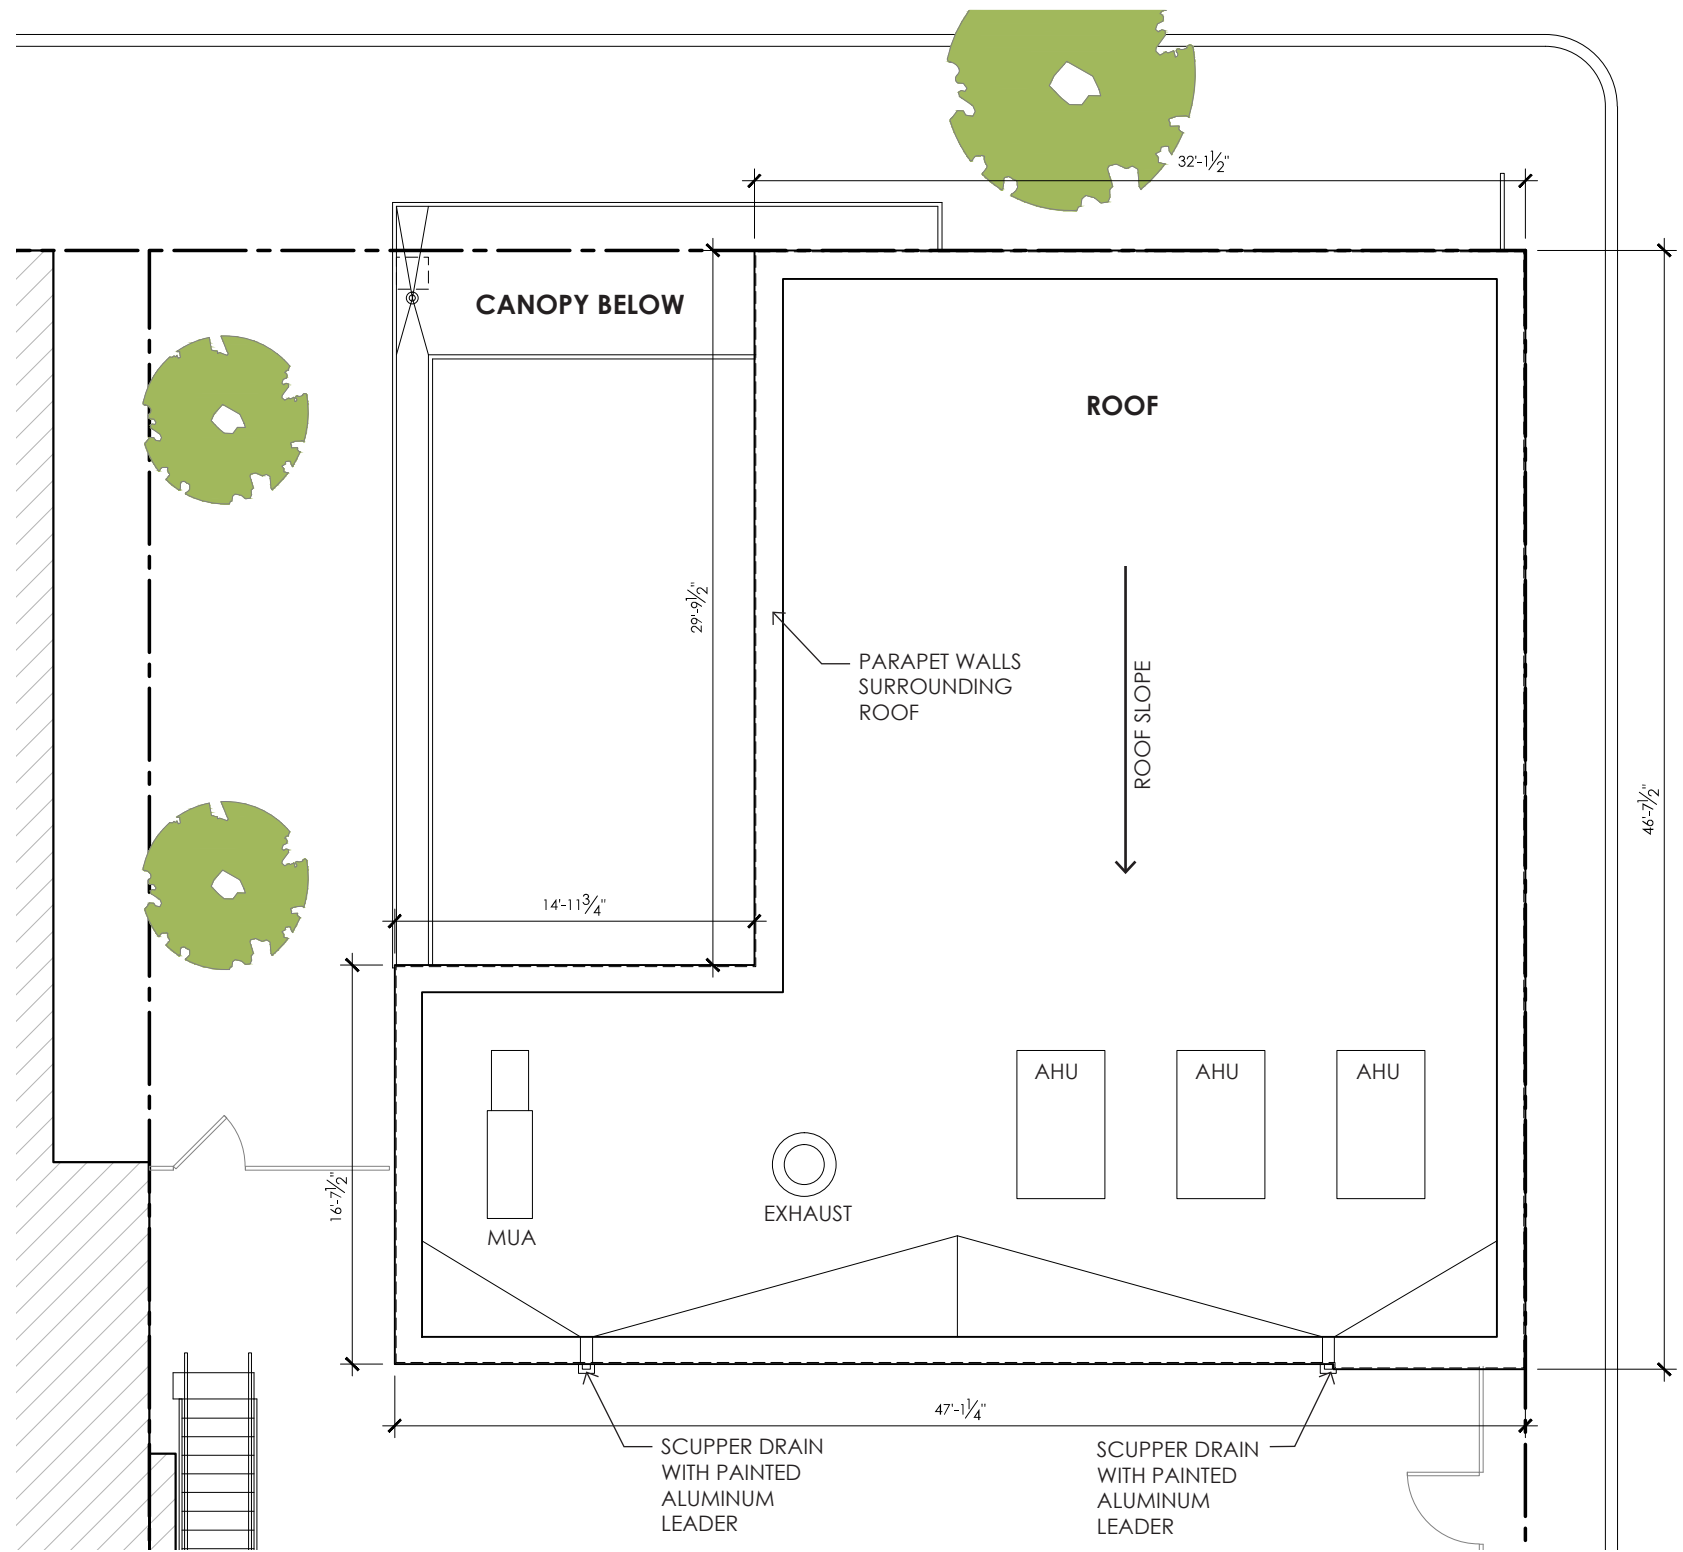 32'-1½"
CANOPY BELOW
ROOF
29'-9½"
PARAPET WALLS
SURROUNDING
ROOF
ROOF SLOPE
46'-7½"
14'-11¾"
AHU
AHU
AHU
16'-7½"
EXHAUST
MUA
47'-1¼"
SCUPPER DRAIN
WITH PAINTED
ALUMINUM
LEADER
SCUPPER DRAIN
WITH PAINTED
ALUMINUM
LEADER